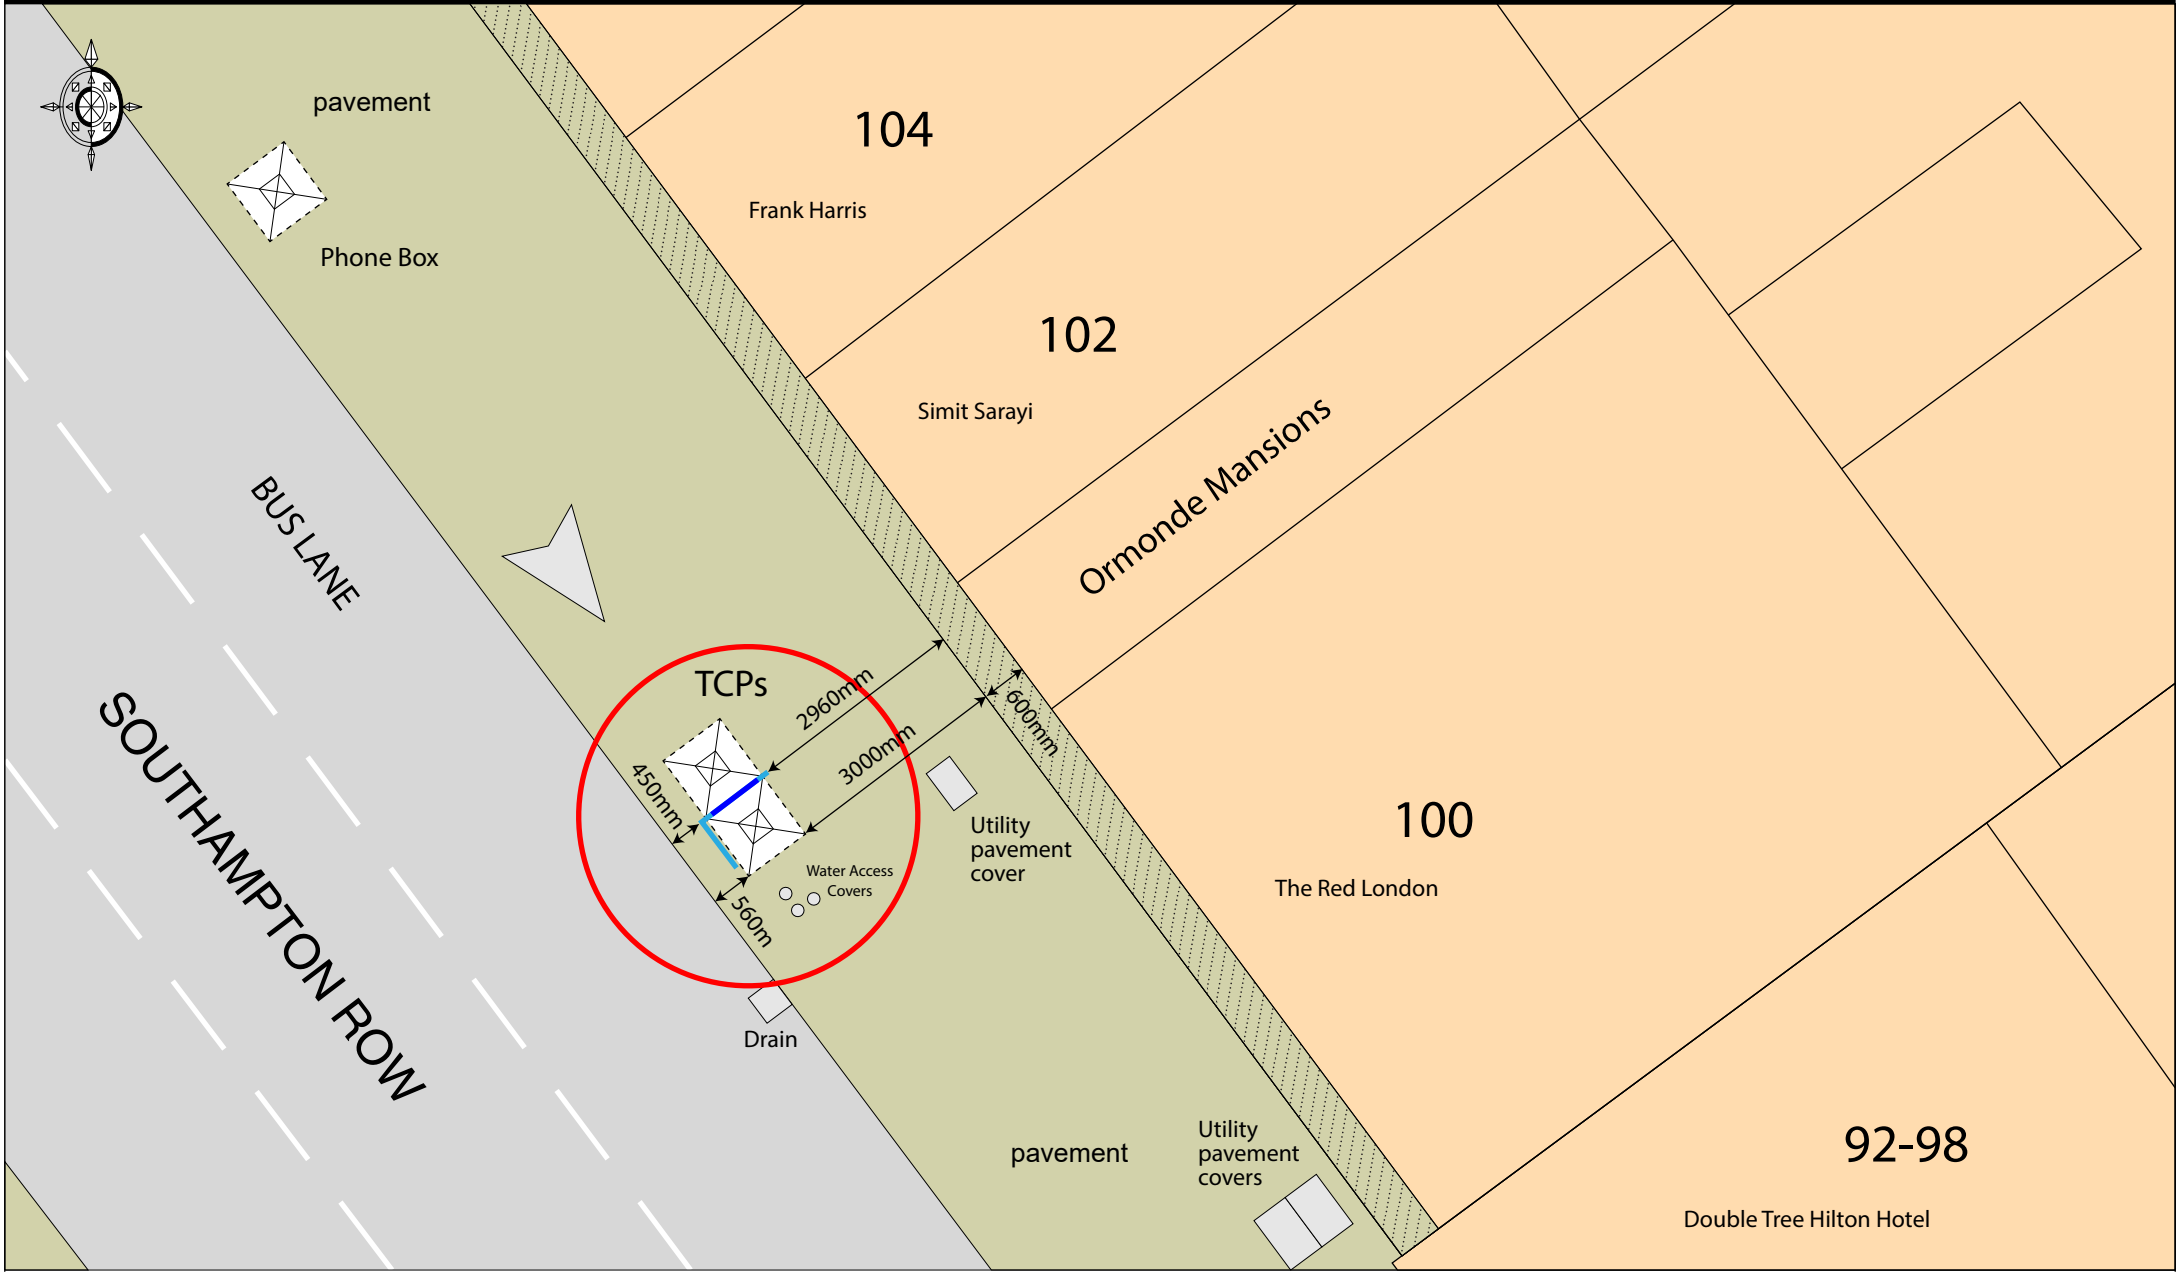 pavement
104
Frank Harris
Phone Box
102
Simit Sarayi
Ormonde Mansions
BUS LANE
SOUTHAMPTON ROW
TCPs
2960mm
3000mm
600mm
450mm
560m
Water Access
Covers
Utility
pavement
cover
100
The Red London
Drain
pavement
Utility
pavement
covers
92-98
Double Tree Hilton Hotel